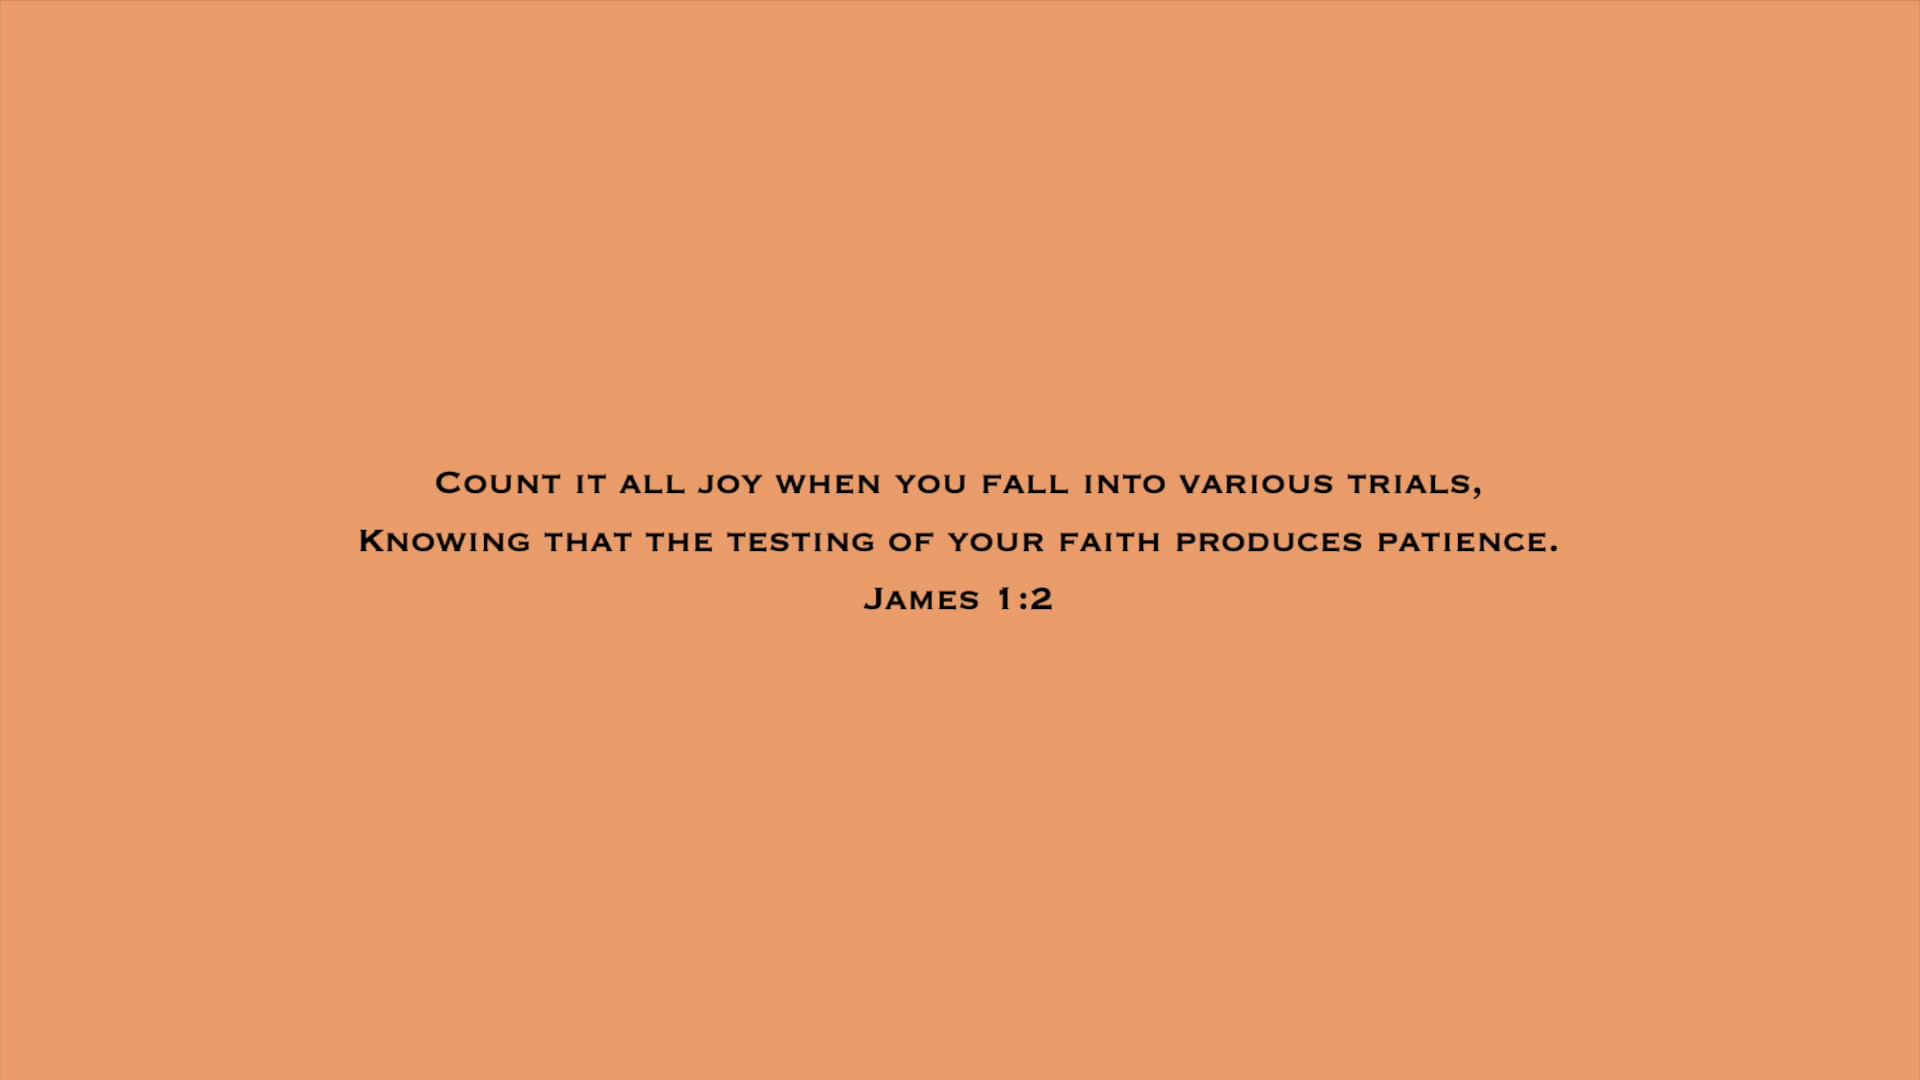 Count it all joy when you fall into various trials,
Knowing that the testing of your faith produces patience.
James 1:2